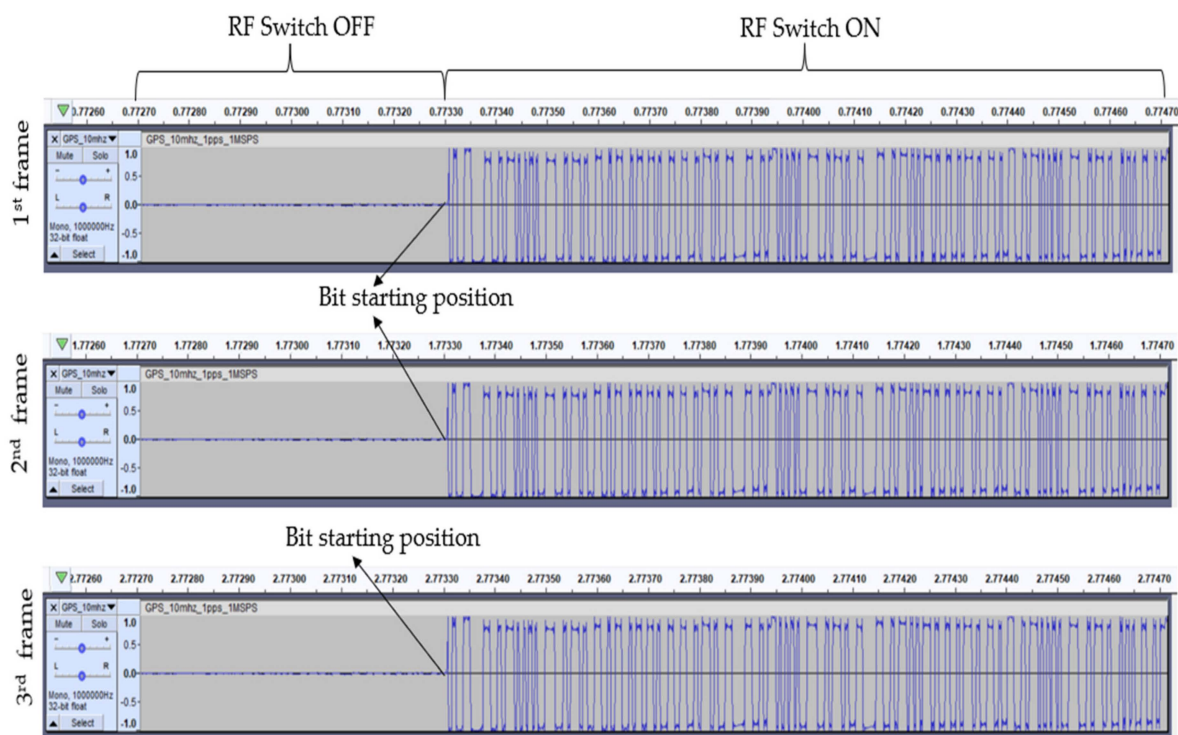 RF Switch OFF RF Switch ON
1st frame
0.77260 0.77270 0.77280 0.77290 0.77300 0.77310 0.77320 0.77330 0.77340 0.77350 0.77360 0.77370 0.77380 0.77390 0.77400 0.77410 0.77420 0.77430 0.77440 0.77450 0.77460 0.77470
X GPS_10mhz GPS_10mhz_1pps_1MSPS
Mute Solo 1.0
- + 0.5
L R 0.0
Mono, 1000000Hz -0.5
32-bit float
Select -1.0
Bit starting position
2nd frame
1.77260 1.77270 1.77280 1.77290 1.77300 1.77310 1.77320 1.77330 1.77340 1.77350 1.77360 1.77370 1.77380 1.77390 1.77400 1.77410 1.77420 1.77430 1.77440 1.77450 1.77460 1.77470
X GPS_10mhz GPS_10mhz_1pps_1MSPS
Mute Solo 1.0
- + 0.5
L R 0.0
Mono, 1000000Hz -0.5
32-bit float
Select -1.0
Bit starting position
3rd frame
2.77260 2.77270 2.77280 2.77290 2.77300 2.77310 2.77320 2.77330 2.77340 2.77350 2.77360 2.77370 2.77380 2.77390 2.77400 2.77410 2.77420 2.77430 2.77440 2.77450 2.77460 2.77470
X GPS_10mhz GPS_10mhz_1pps_1MSPS
Mute Solo 1.0
- + 0.5
L R 0.0
Mono, 1000000Hz -0.5
32-bit float
Select -1.0